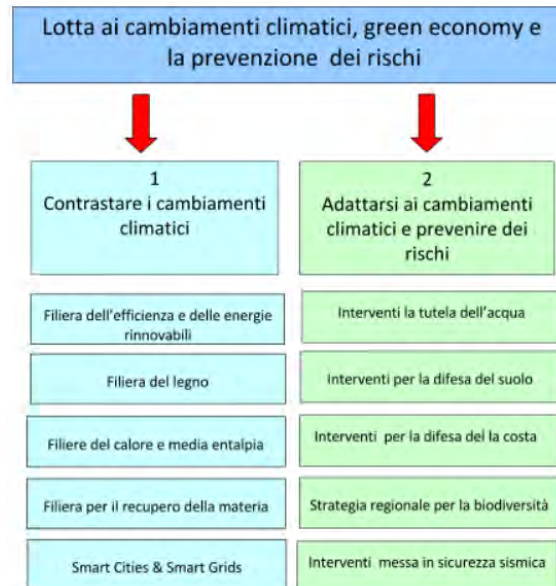 Lotta ai cambiamenti climatici, green economy e
la prevenzione dei rischi
1
Contrastare i cambiamenti
climatici
2
Adattarsi ai cambiamenti
climatici e prevenire dei
rischi
Filiera dell'efficienza e delle energie
rinnovabili
Filiera del legno
Filiere del calore e media entalpia
Filiera per il recupero della materia
Smart Cities & Smart Grids
Interventi la tutela dell'acqua
Interventi per la difesa del suolo
Interventi per la difesa del la costa
Strategia regionale per la biodiversità
Interventi messa in sicurezza sismica